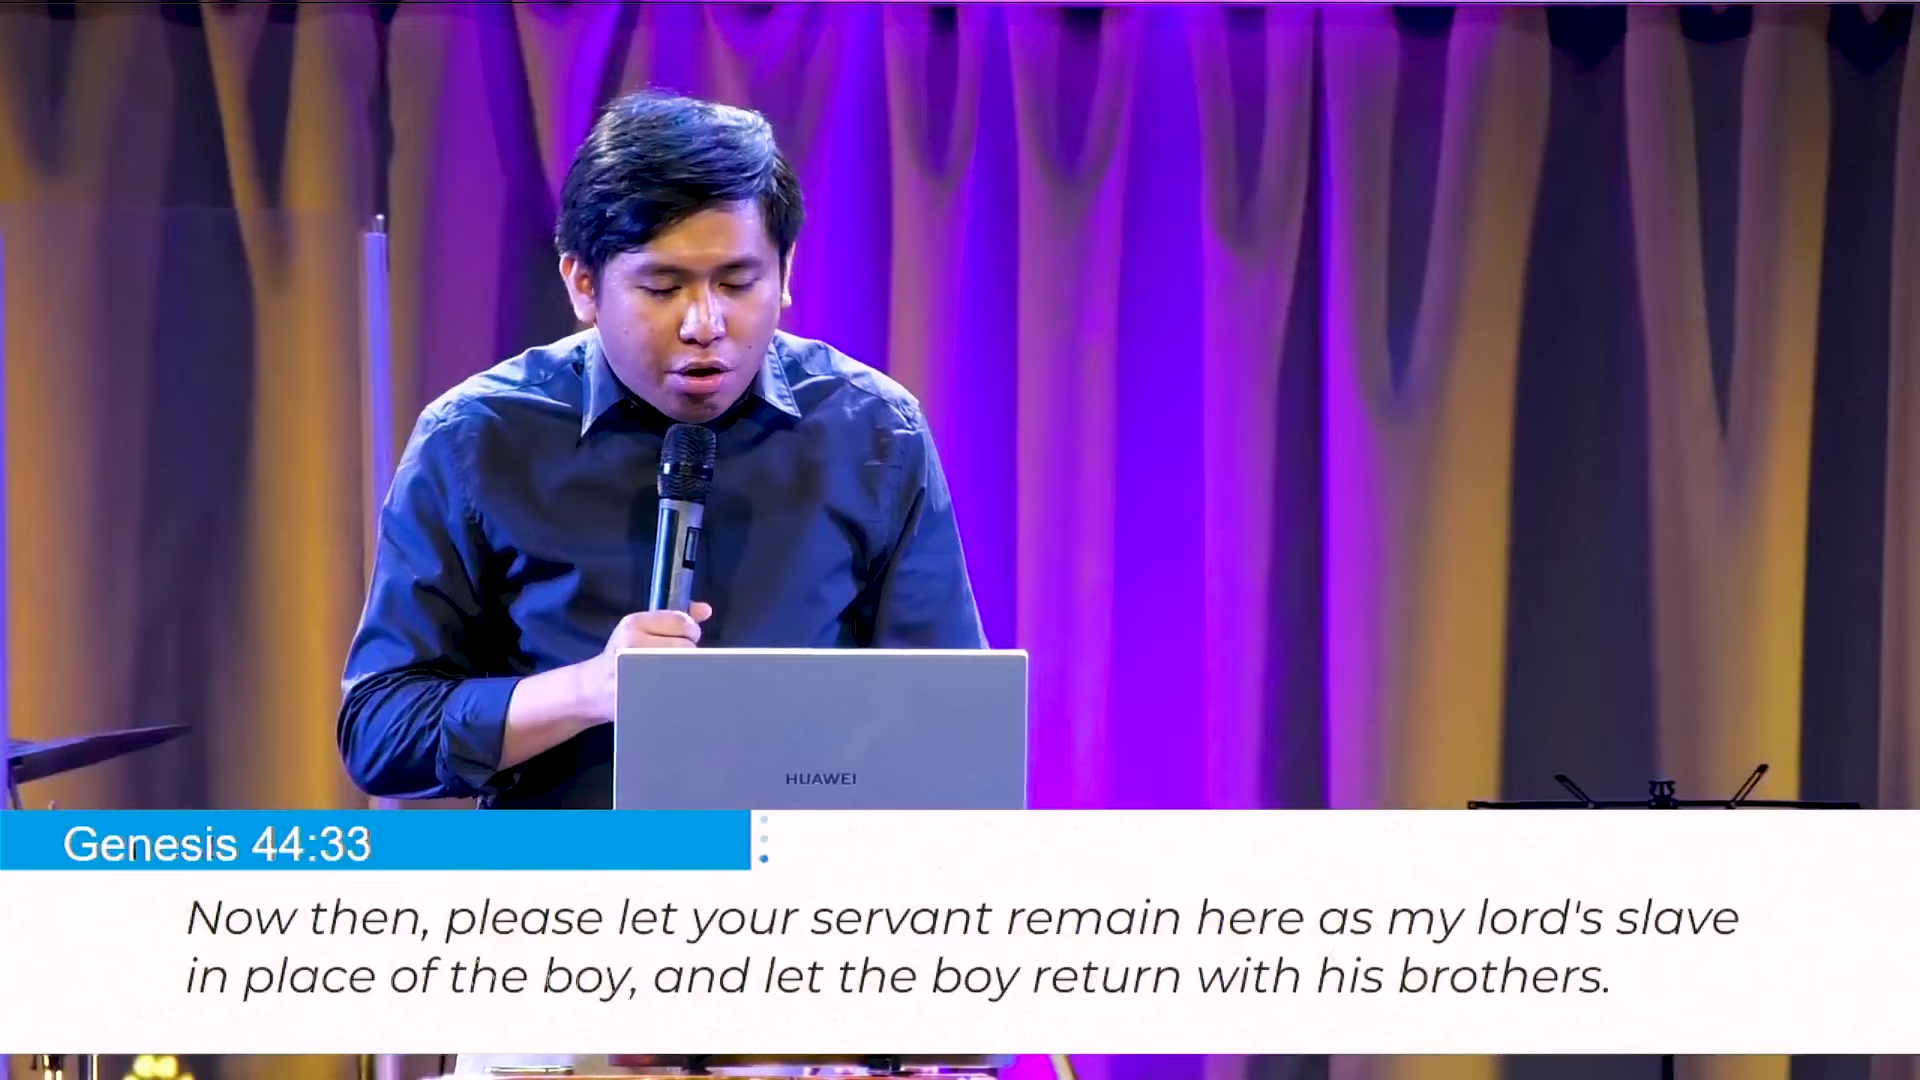 HUAWEI
Genesis 44:33
Now then, please let your servant remain here as my lord's slave
in place of the boy, and let the boy return with his brothers.